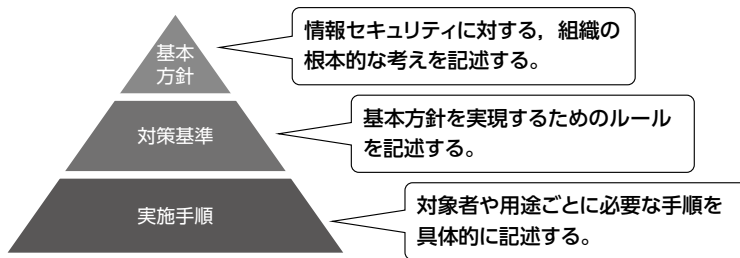 基本
方針
情報セキュリティに対する，組織の
根本的な考えを記述する。
対策基準
基本方針を実現するためのルール
を記述する。
実施手順
対象者や用途ごとに必要な手順を
具体的に記述する。